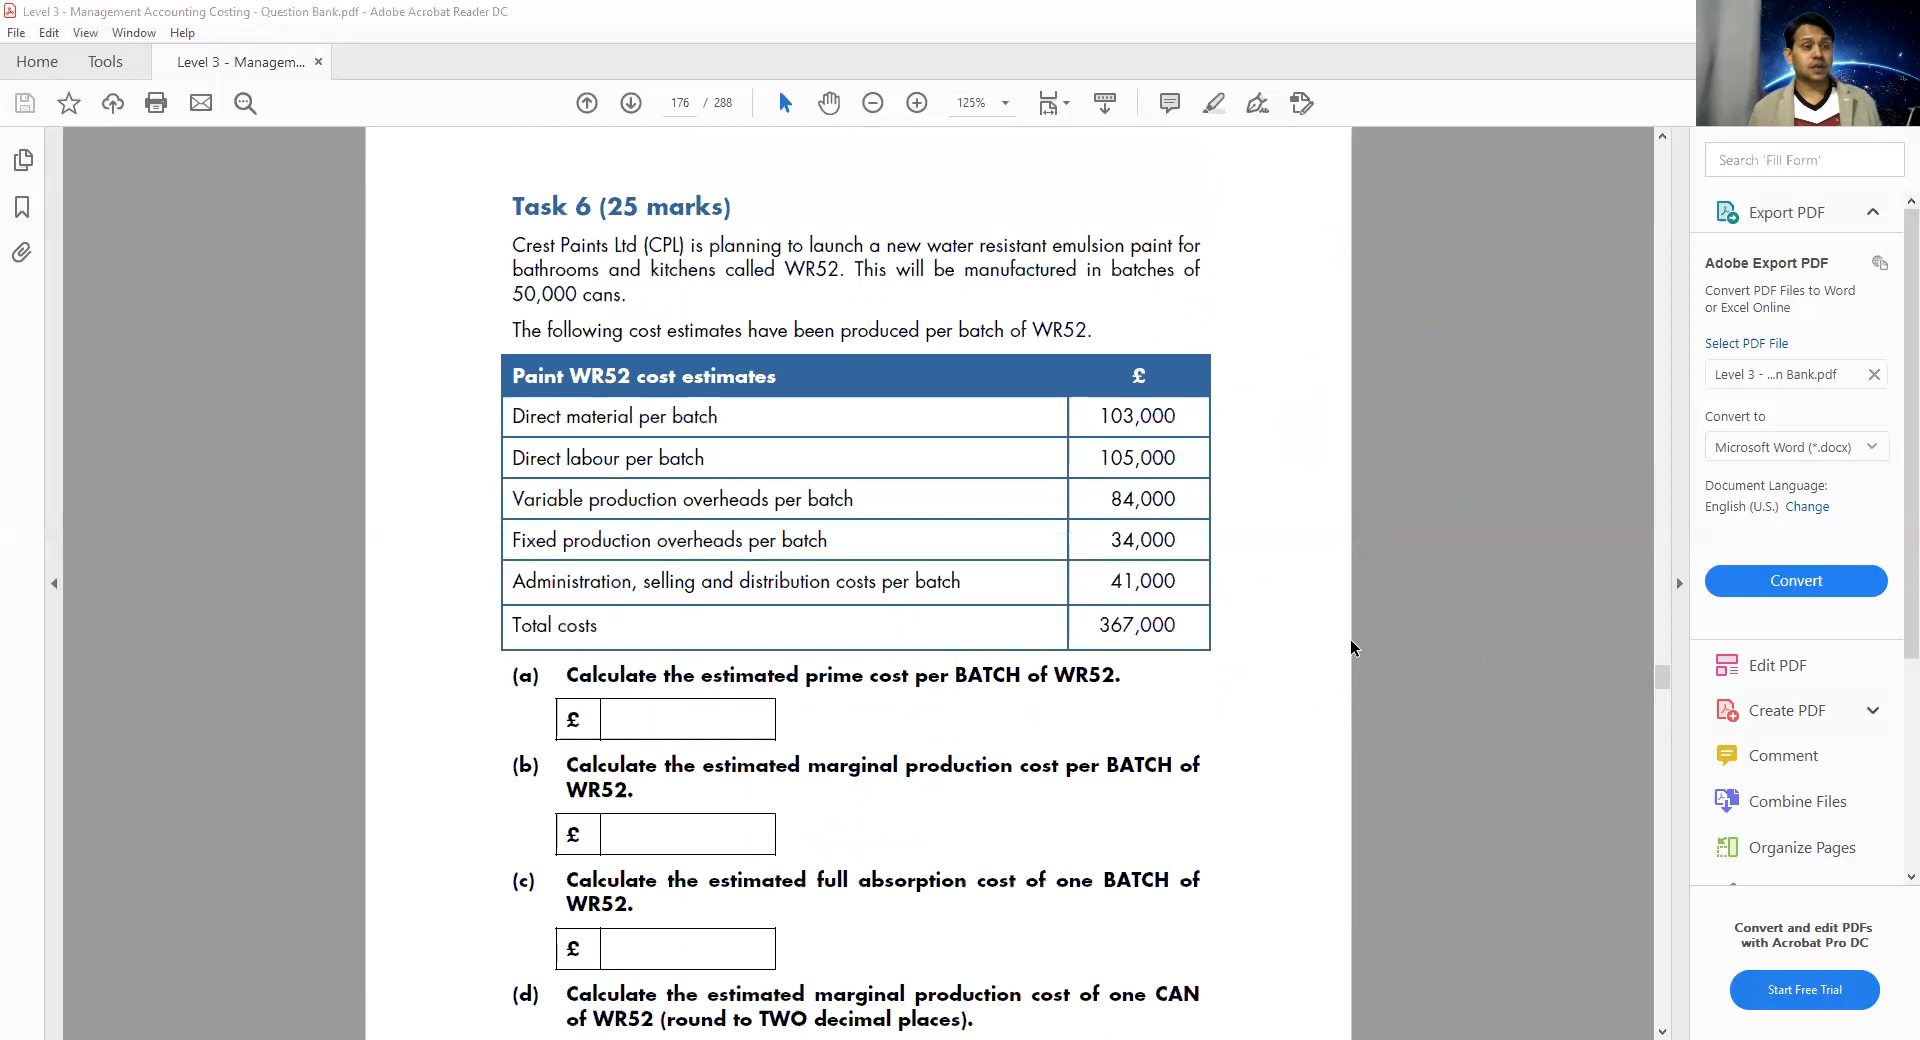 Level 3 - Management Accounting Costing - Question Bank.pdf - Adobe Acrobat Reader DC
File Edit View Window Help
Home Tools Level 3 - Managem... ×
176 / 288 125%
Search 'Fill Form'
Export PDF
Adobe Export PDF
Convert PDF Files to Word
or Excel Online
Select PDF File
Level 3 - ...n Bank.pdf
Convert to
Microsoft Word (*.docx)
Document Language:
English (U.S.) Change
Convert
Edit PDF
Create PDF
Comment
Combine Files
Organize Pages
Convert and edit PDFs
with Acrobat Pro DC
Start Free Trial
Task 6 (25 marks)
Crest Paints Ltd (CPL) is planning to launch a new water resistant emulsion paint for
bathrooms and kitchens called WR52. This will be manufactured in batches of
50,000 cans.
The following cost estimates have been produced per batch of WR52.
Paint WR52 cost estimates £
Direct material per batch 103,000
Direct labour per batch 105,000
Variable production overheads per batch 84,000
Fixed production overheads per batch 34,000
Administration, selling and distribution costs per batch 41,000
Total costs 367,000
(a) Calculate the estimated prime cost per BATCH of WR52.
£
(b) Calculate the estimated marginal production cost per BATCH of
WR52.
£
(c) Calculate the estimated full absorption cost of one BATCH of
WR52.
£
(d) Calculate the estimated marginal production cost of one CAN
of WR52 (round to TWO decimal places).